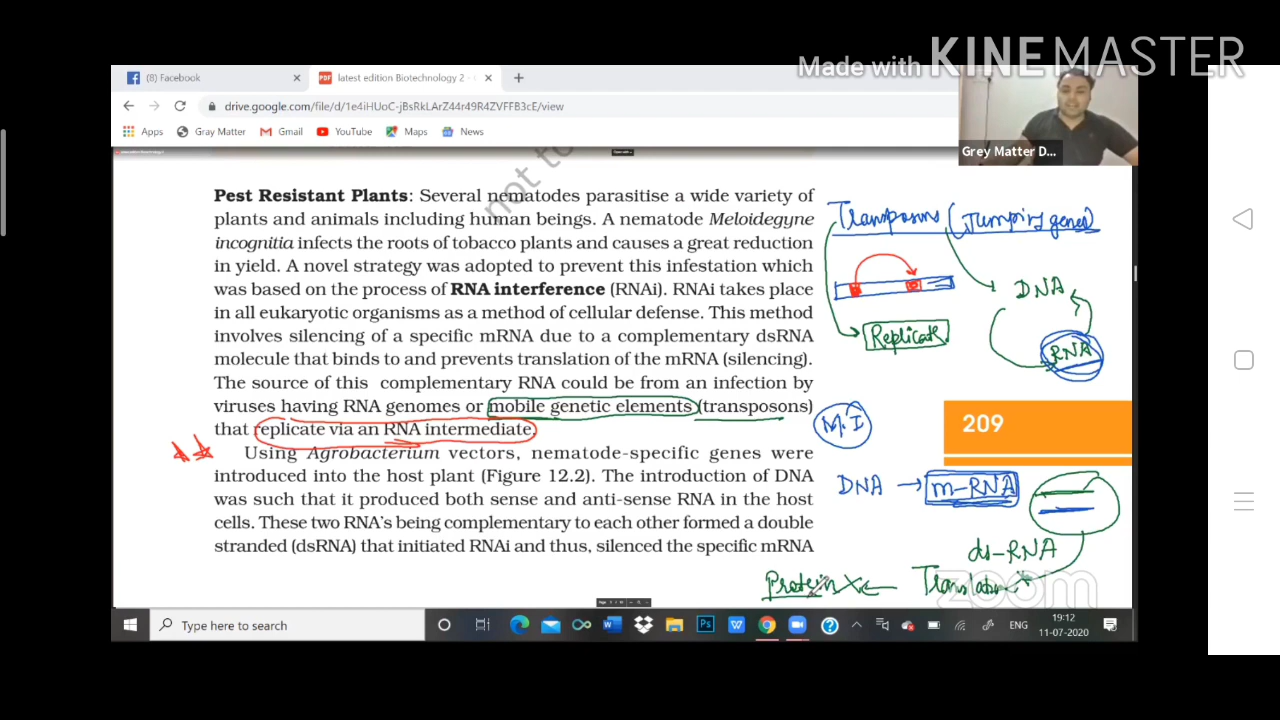 Made with KINEMASTER
(8) Facebook
latest edition Biotechnology 2 -
drive.google.com/file/d/1e4iHUoC-jBsRkLArZ44r49R4ZVFFB3cE/view
Apps Gray Matter Gmail YouTube Maps News
Grey Matter D...
not to
Pest Resistant Plants: Several nematodes parasitise a wide variety of
plants and animals including human beings. A nematode Meloidegyne
incognitia infects the roots of tobacco plants and causes a great reduction
in yield. A novel strategy was adopted to prevent this infestation which
was based on the process of RNA interference (RNAi). RNAi takes place
in all eukaryotic organisms as a method of cellular defense. This method
involves silencing of a specific mRNA due to a complementary dsRNA
molecule that binds to and prevents translation of the mRNA (silencing).
The source of this complementary RNA could be from an infection by
viruses having RNA genomes or mobile genetic elements (transposons)
that replicate via an RNA intermediate.
Using Agrobacterium vectors, nematode-specific genes were
introduced into the host plant (Figure 12.2). The introduction of DNA
was such that it produced both sense and anti-sense RNA in the host
cells. These two RNA's being complementary to each other formed a double
stranded (dsRNA) that initiated RNAi and thus, silenced the specific mRNA
Transposons (Jumping genes)
DNA
Replicate
RNA
M.I
209
DNA → m-RNA
ds-RNA
Protein X ← Translation
zoom
Type here to search
ENG
19:12
11-07-2020